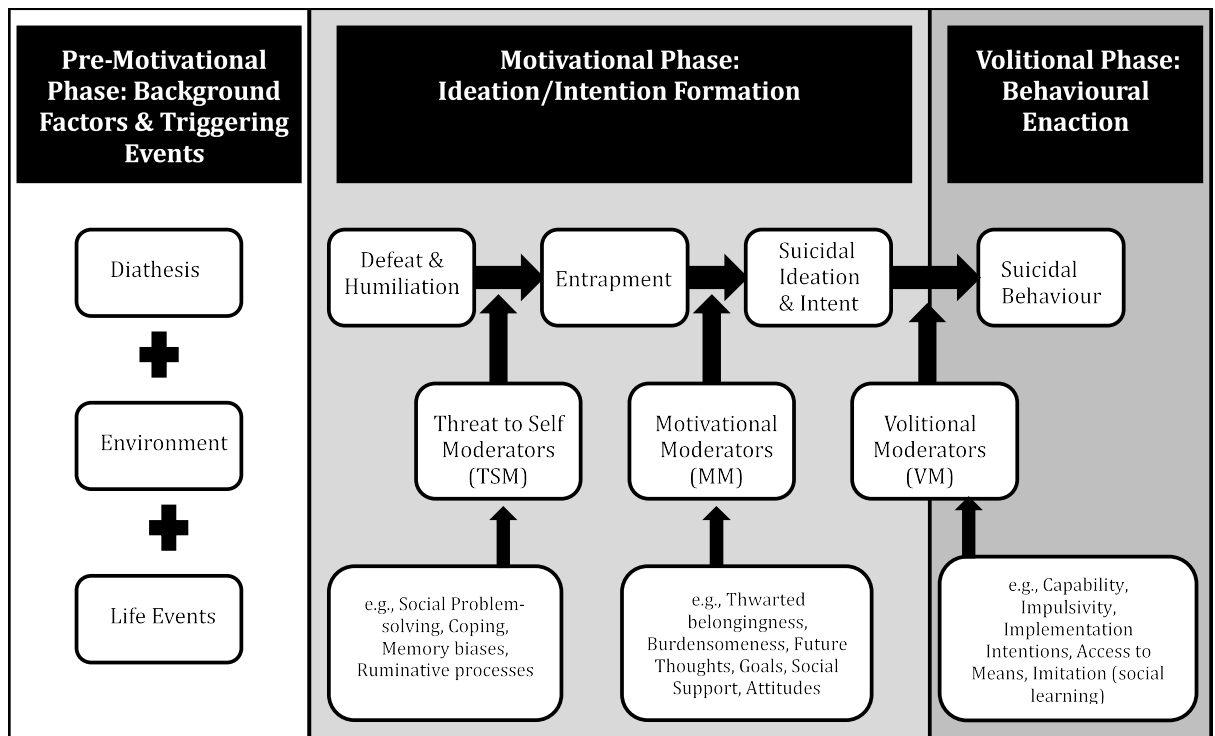 Pre-Motivational
Phase: Background
Factors & Triggering
Events
Motivational Phase:
Ideation/Intention Formation
Volitional Phase:
Behavioural
Enaction
Diathesis
Environment
Life Events
Defeat &
Humiliation
Entrapment
Suicidal
Ideation
& Intent
Suicidal
Behaviour
Threat to Self
Moderators
(TSM)
Motivational
Moderators
(MM)
Volitional
Moderators
(VM)
e.g., Social Problem-
solving, Coping,
Memory biases,
Ruminative processes
e.g., Thwarted
belongingness,
Burdensomeness, Future
Thoughts, Goals, Social
Support, Attitudes
e.g., Capability,
Impulsivity,
Implementation
Intentions, Access to
Means, Imitation (social
learning)